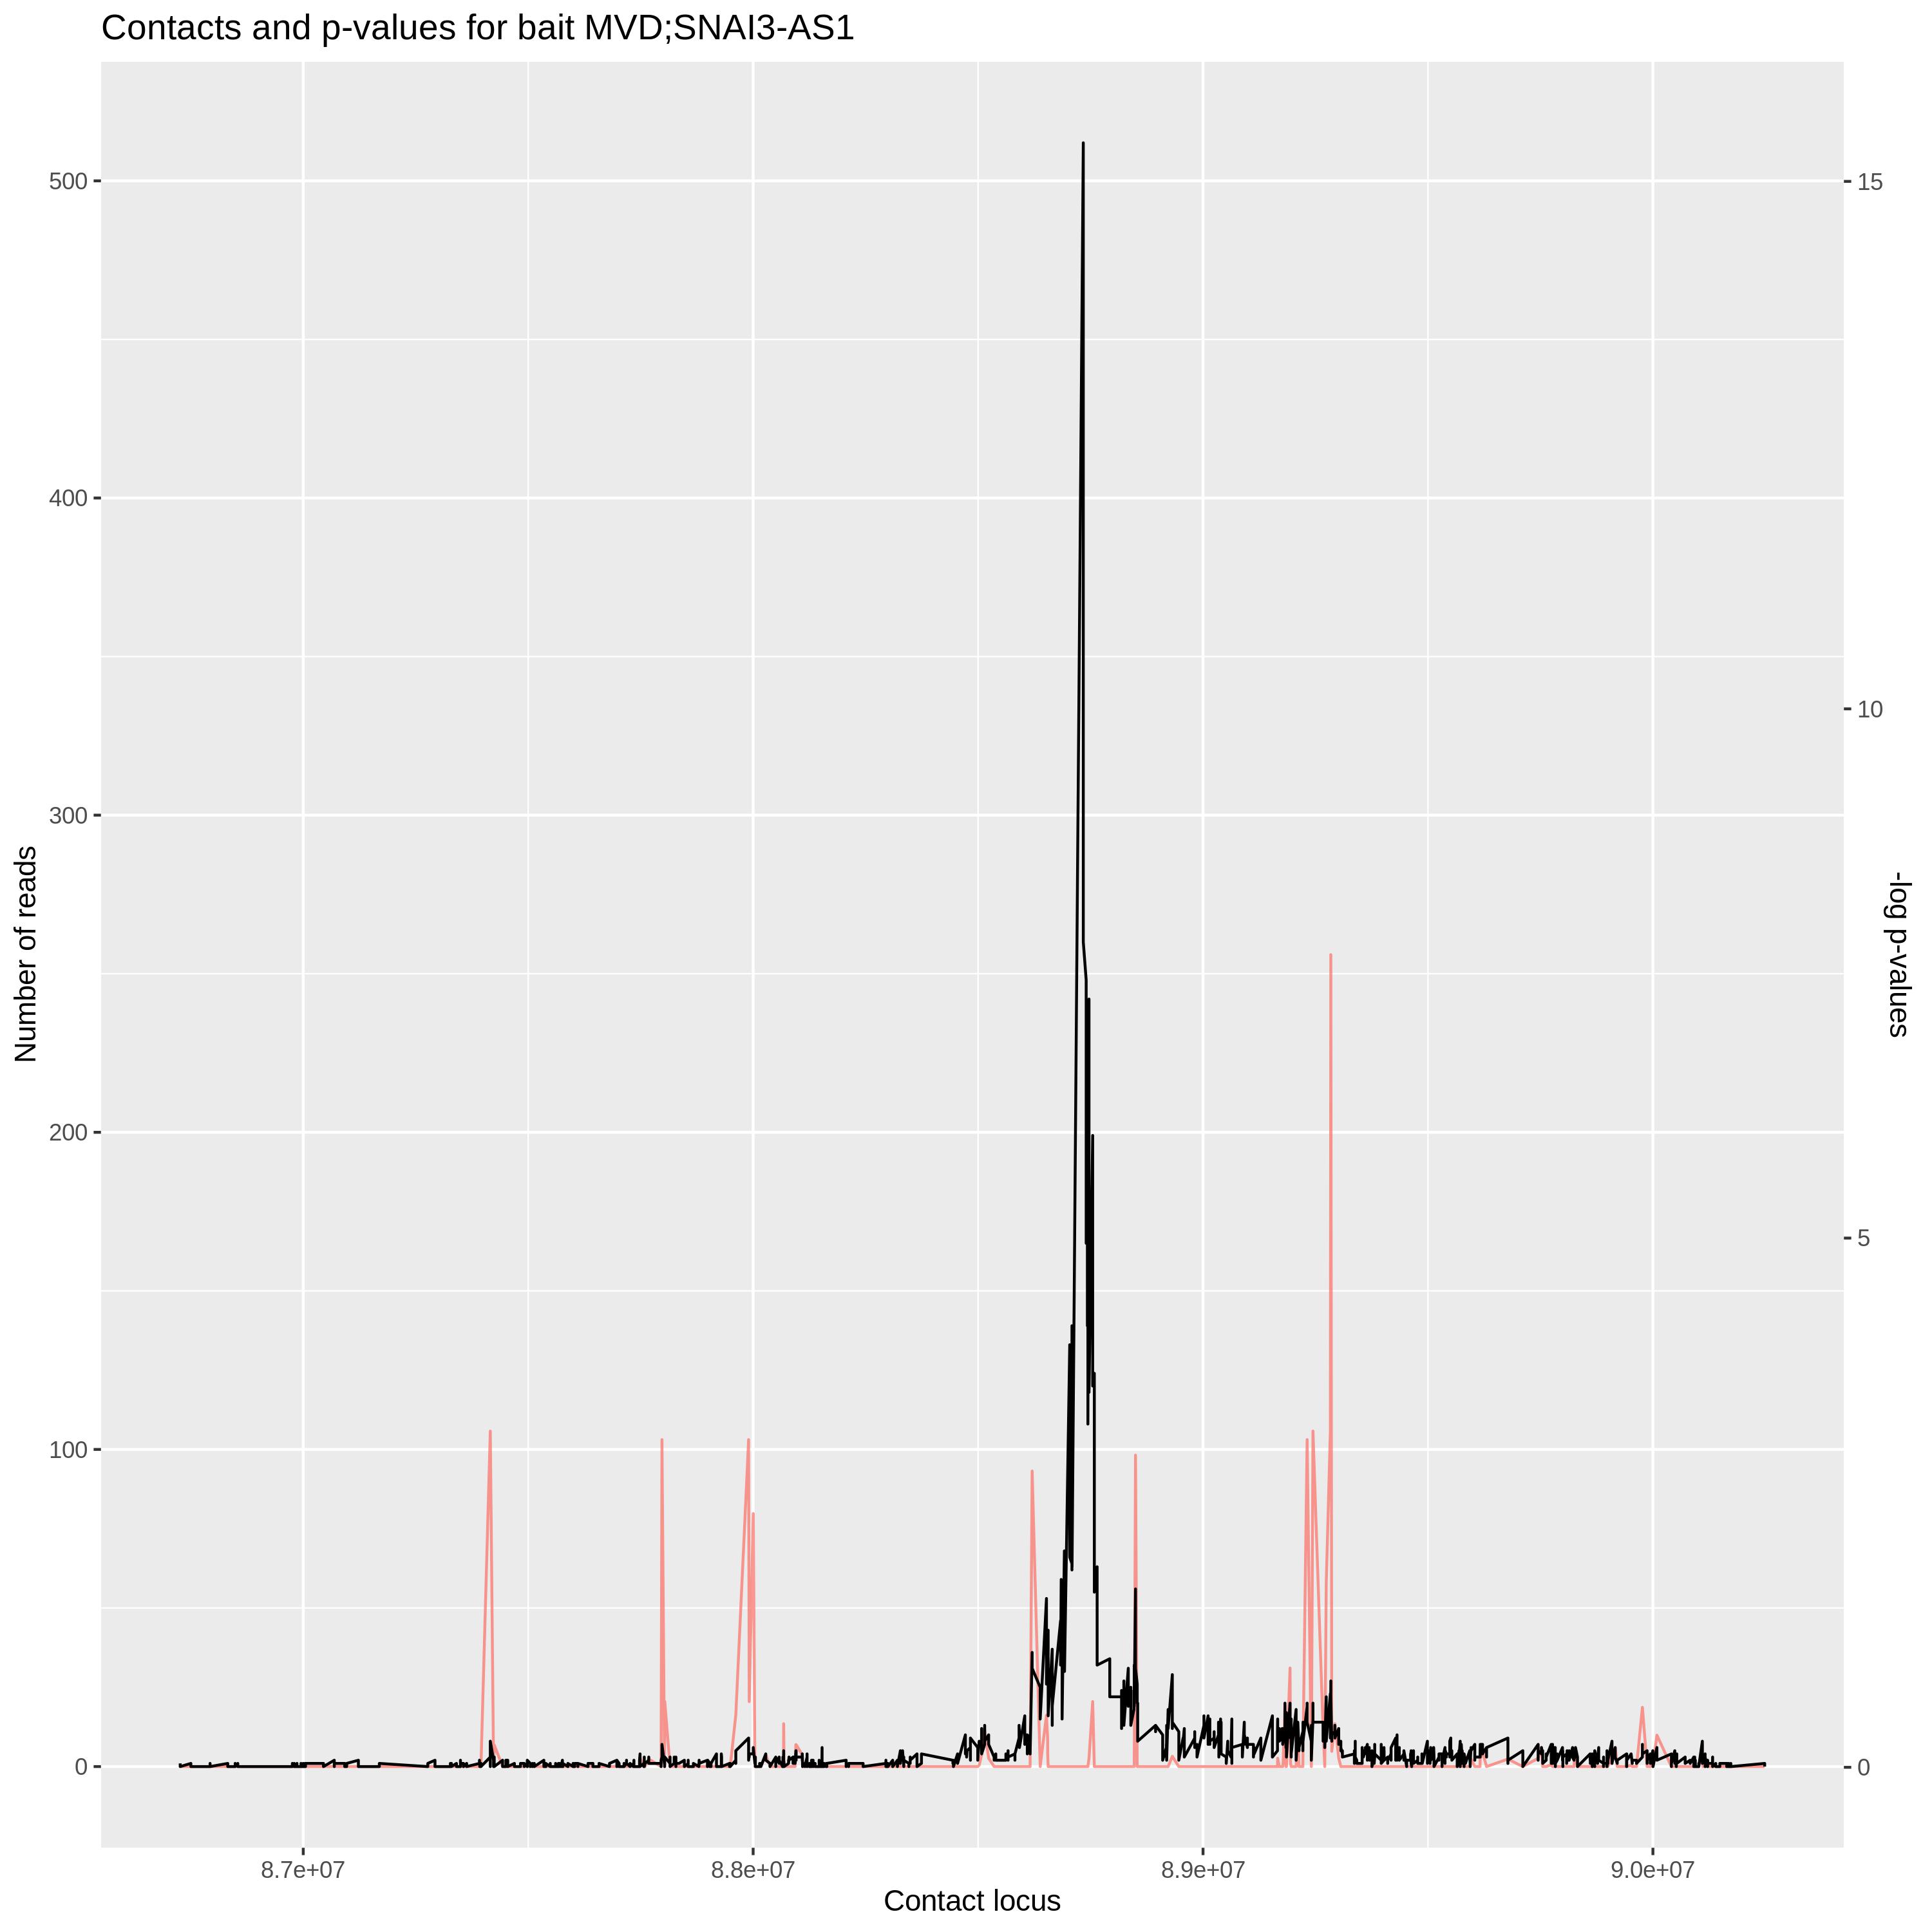 Contacts and p-values for bait MVD;SNAI3-AS1
500
400
300
200
100
0
Number of reads
15
10
5
0
-log p-values
8.7e+07 8.8e+07 8.9e+07 9.0e+07
Contact locus